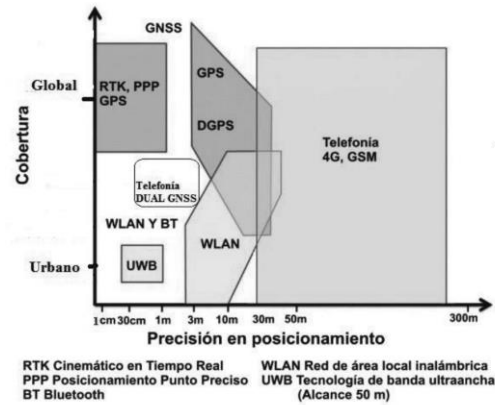 GNSS
Global
RTK, PPP
GPS
GPS
DGPS
Telefonía
4G, GSM
Cobertura
Telefonía
DUAL GNSS
WLAN Y BT
WLAN
Urbano
UWB
1cm 30cm 1m 3m 10m 30m 50m 300m
Precisión en posicionamiento
RTK Cinemático en Tiempo Real
PPP Posicionamiento Punto Preciso
BT Bluetooth
WLAN Red de área local inalámbrica
UWB Tecnología de banda ultraancha
(Alcance 50 m)